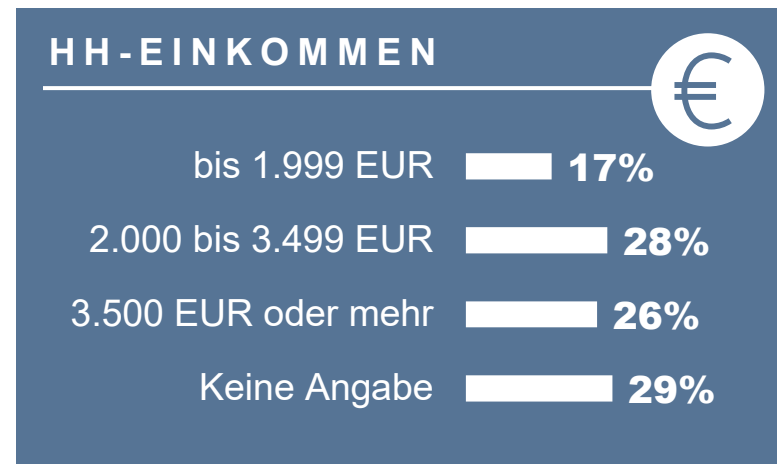 HH-EINKOMMEN
€
bis 1.999 EUR 17%
2.000 bis 3.499 EUR 28%
3.500 EUR oder mehr 26%
Keine Angabe 29%